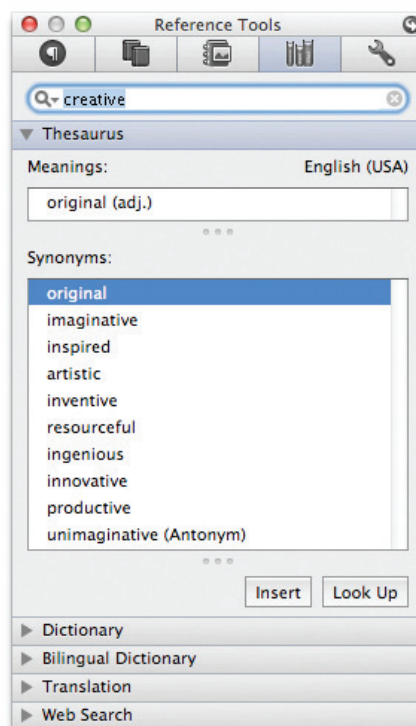 Reference Tools
creative
Thesaurus
Meanings: English (USA)
original (adj.)
Synonyms:
original
imaginative
inspired
artistic
inventive
resourceful
ingenious
innovative
productive
unimaginative (Antonym)
Insert Look Up
Dictionary
Bilingual Dictionary
Translation
Web Search